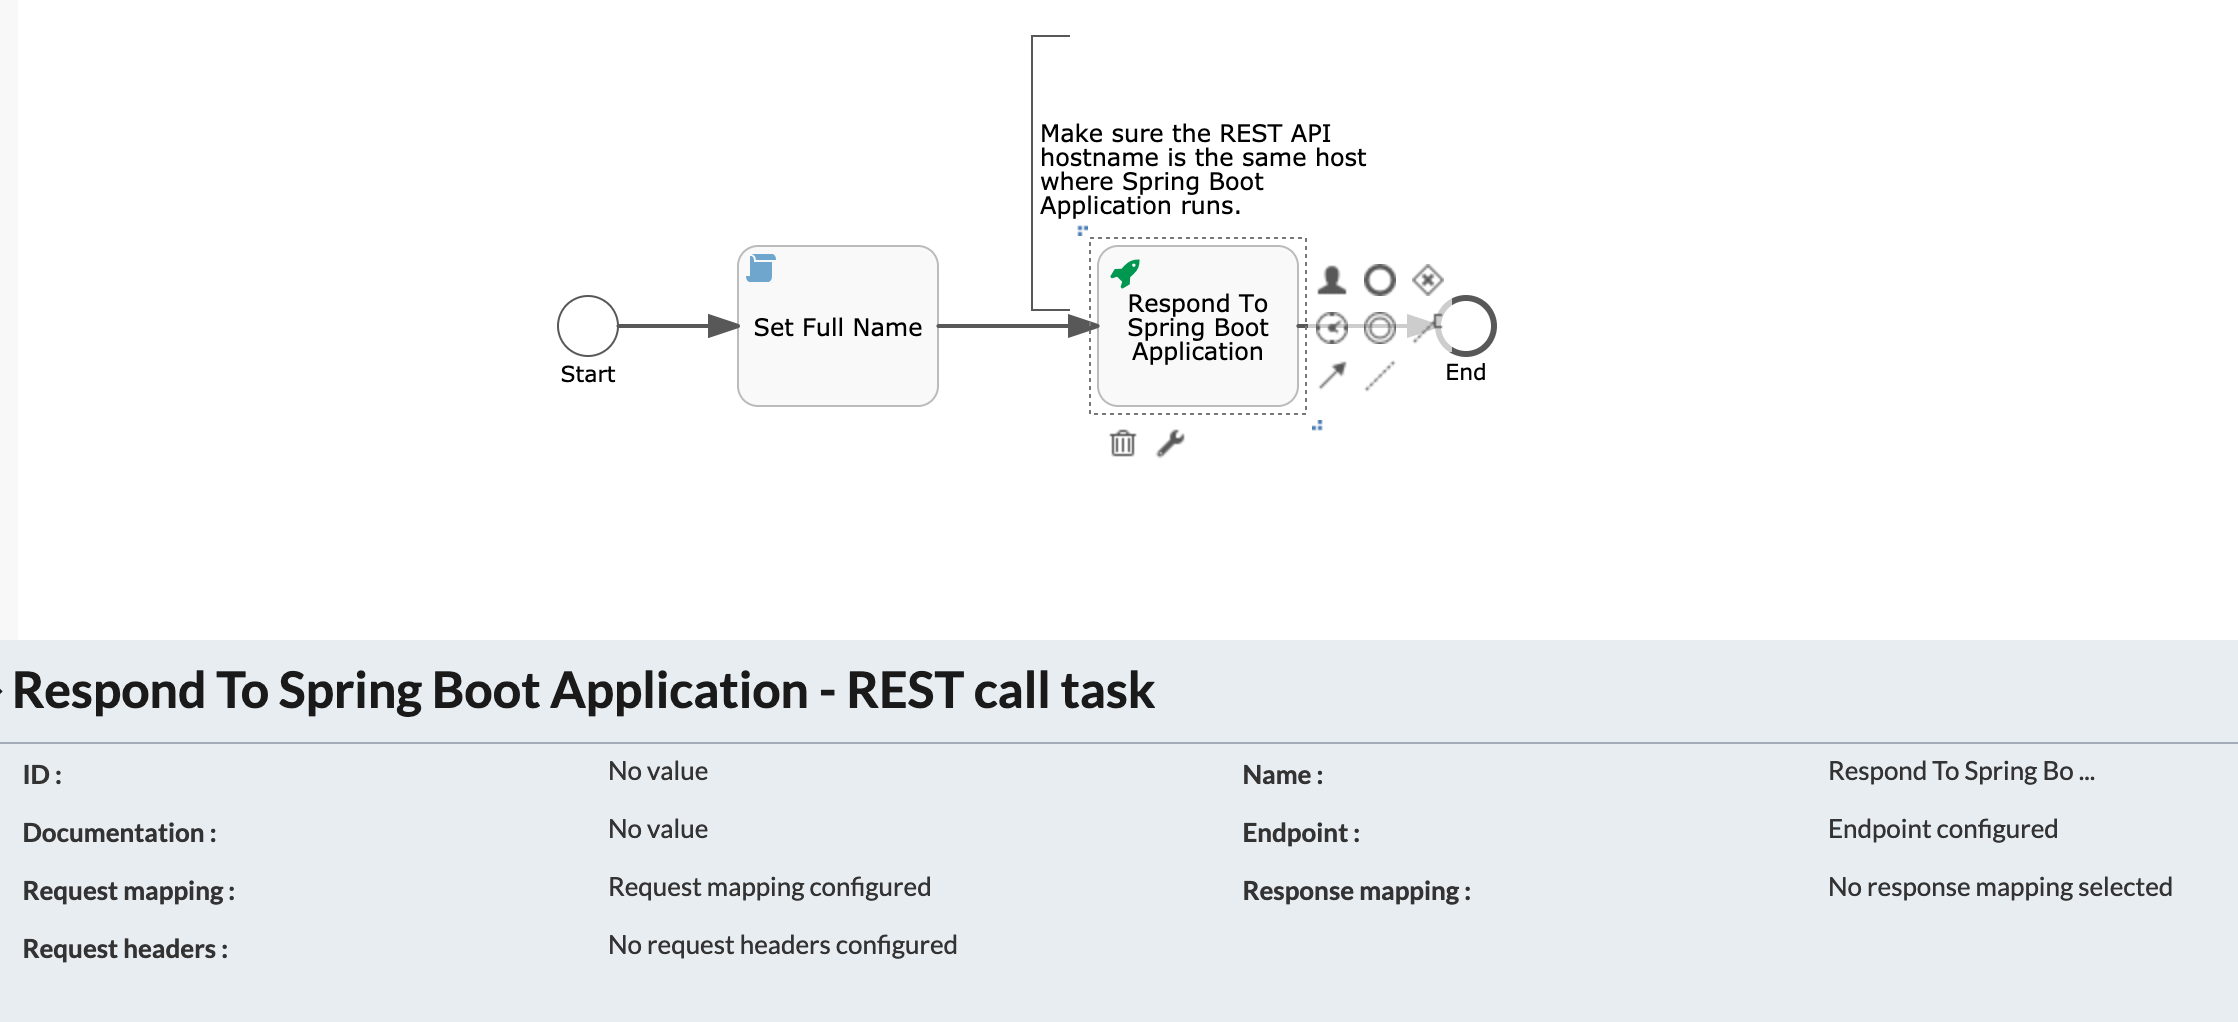 Make sure the REST API
hostname is the same host
where Spring Boot
Application runs.
Start
Set Full Name
Respond To
Spring Boot
Application
End
Respond To Spring Boot Application - REST call task
ID : No value Name : Respond To Spring Bo ...
Documentation : No value Endpoint : Endpoint configured
Request mapping : Request mapping configured Response mapping : No response mapping selected
Request headers : No request headers configured